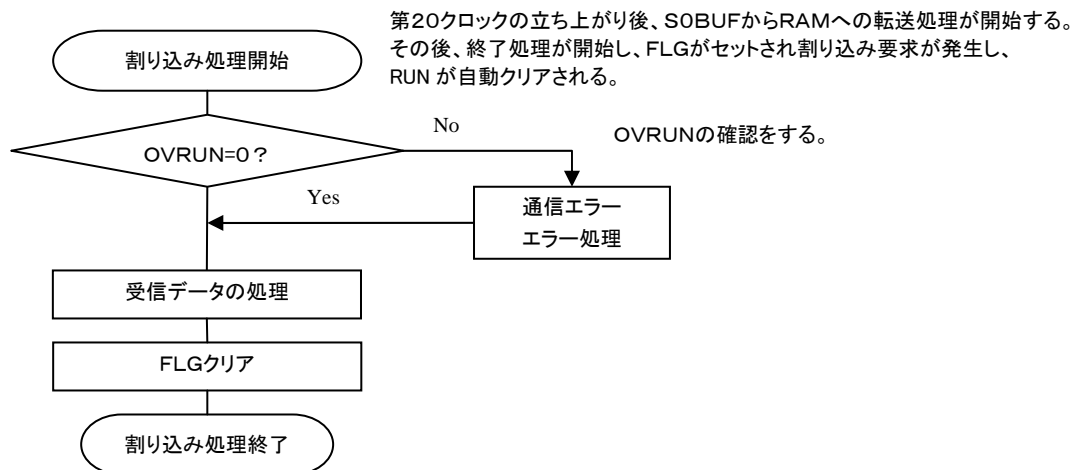 第20クロックの立ち上がり後、S0BUFからRAMへの転送処理が開始する。
その後、終了処理が開始し、FLGがセットされ割り込み要求が発生し、
RUN が自動クリアされる。
割り込み処理開始
No
OVRUNの確認をする。
OVRUN=0？
Yes
通信エラー
エラー処理
受信データの処理
FLGクリア
割り込み処理終了